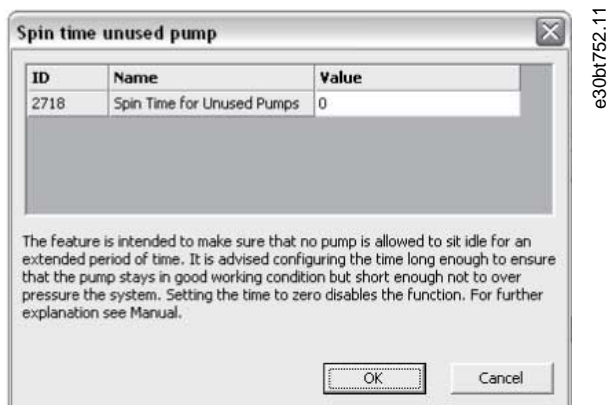 Spin time unused pump
ID Name Value
2718 Spin Time for Unused Pumps 0
The feature is intended to make sure that no pump is allowed to sit idle for an
extended period of time. It is advised configuring the time long enough to ensure
that the pump stays in good working condition but short enough not to over
pressure the system. Setting the time to zero disables the function. For further
explanation see Manual.
OK Cancel
e30bt752.11